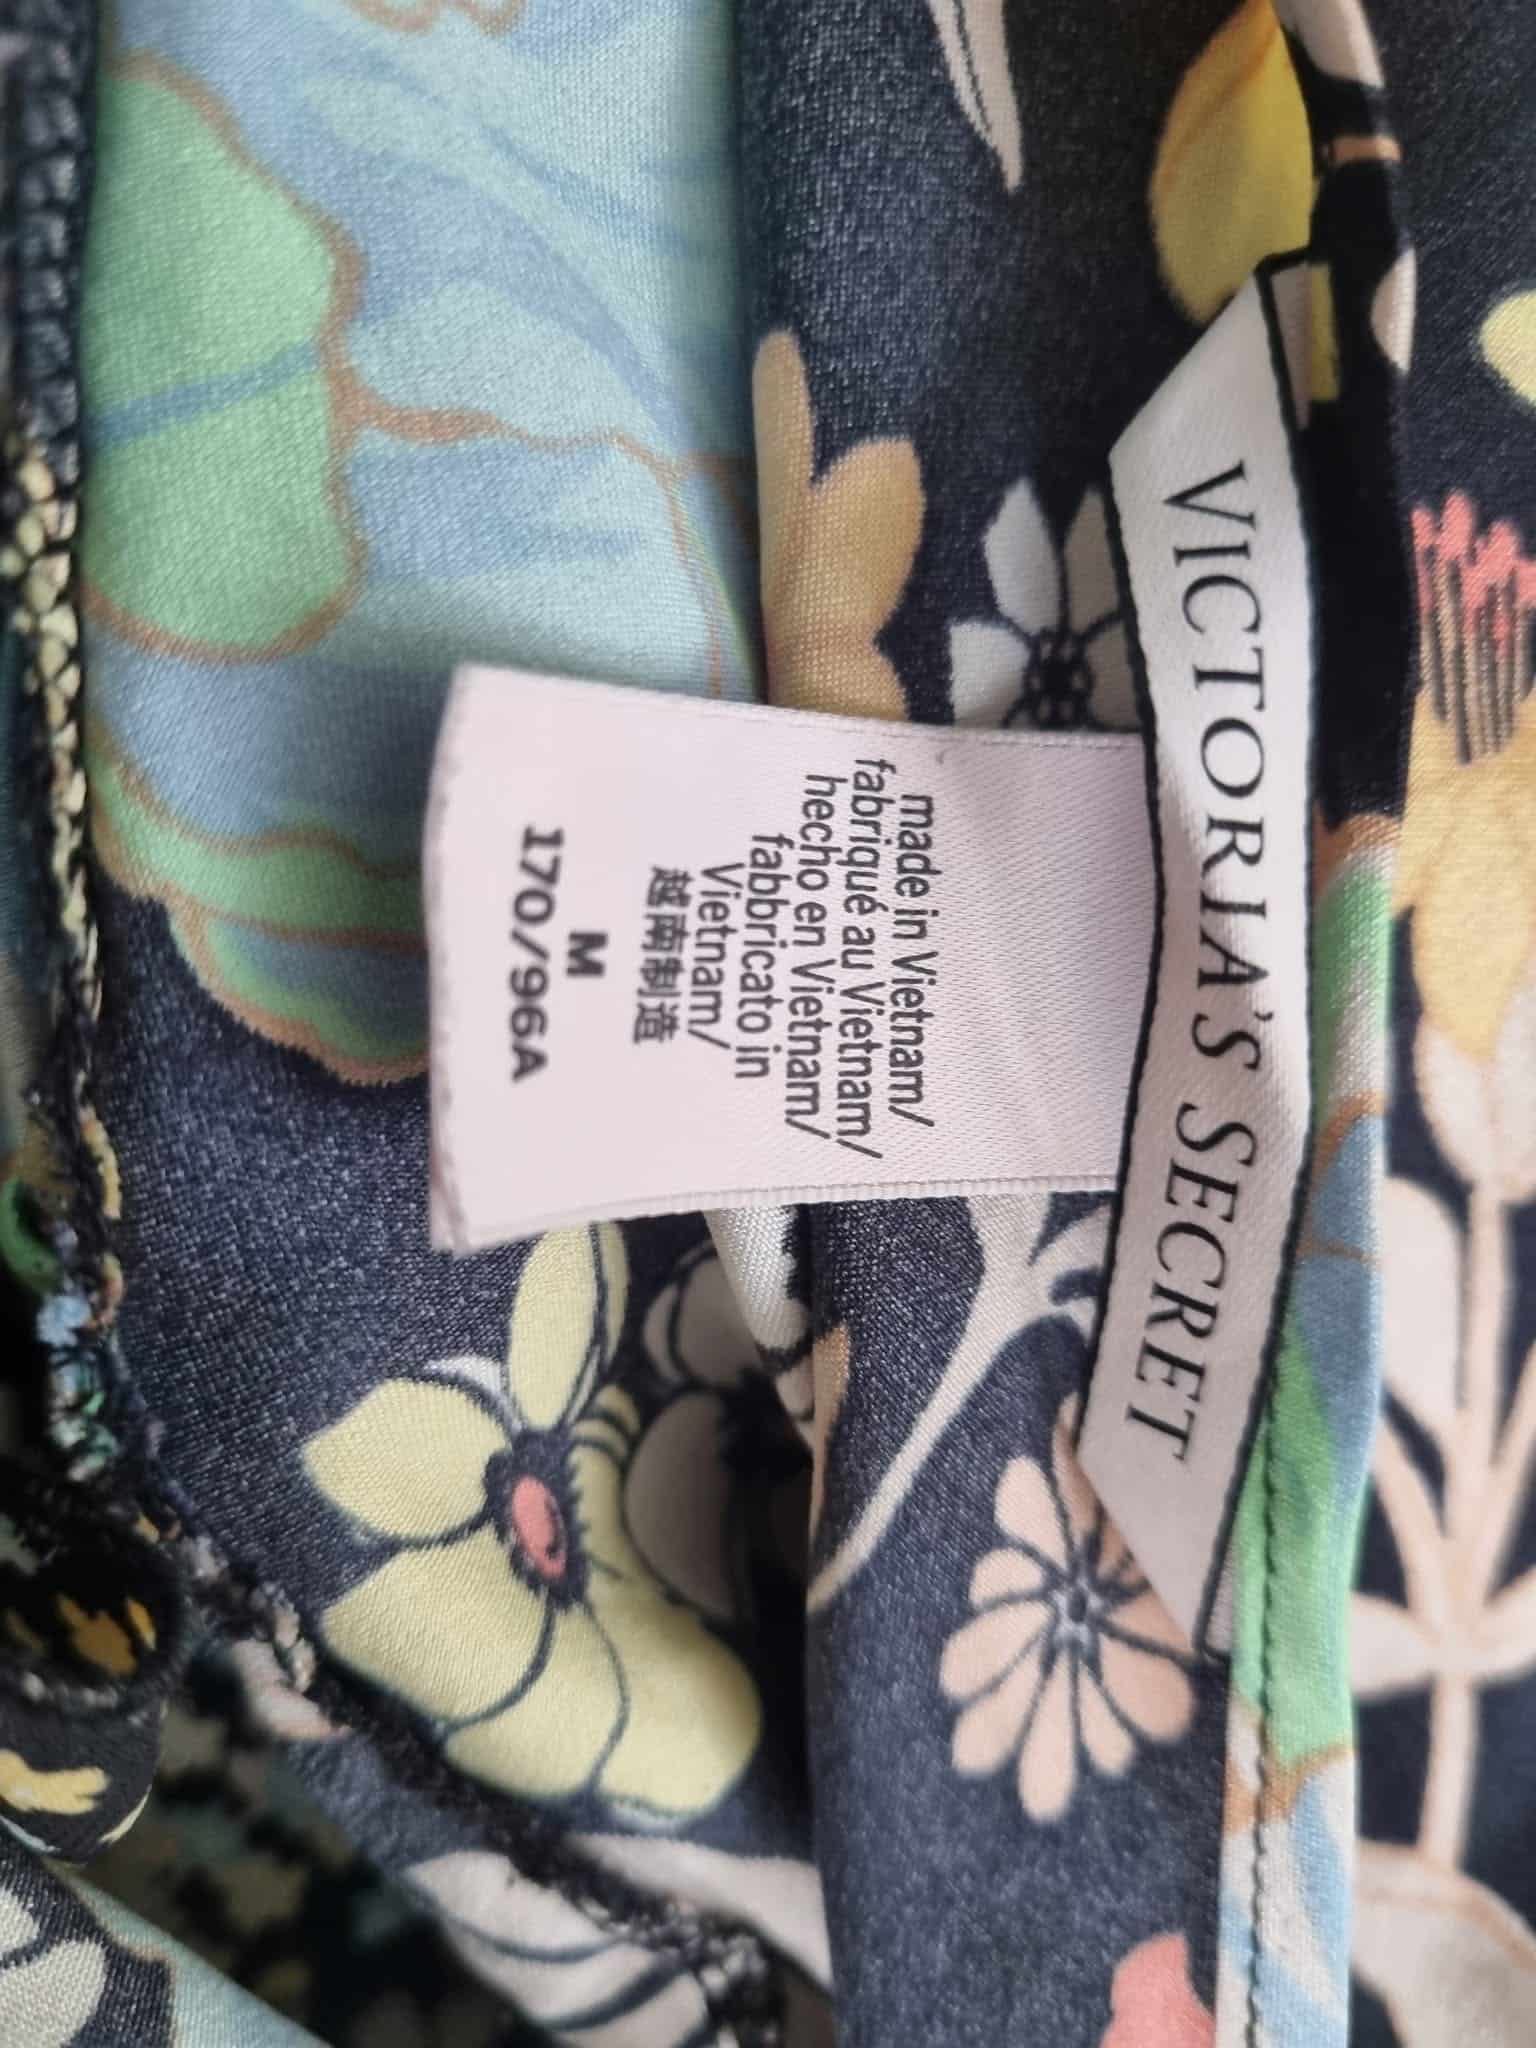 VICTORIA'S SECRET
made in Vietnam/
fabriqué au Vietnam/
hecho en Vietnam/
fabbricato in
Vietnam/
越南制造
M
170/96A